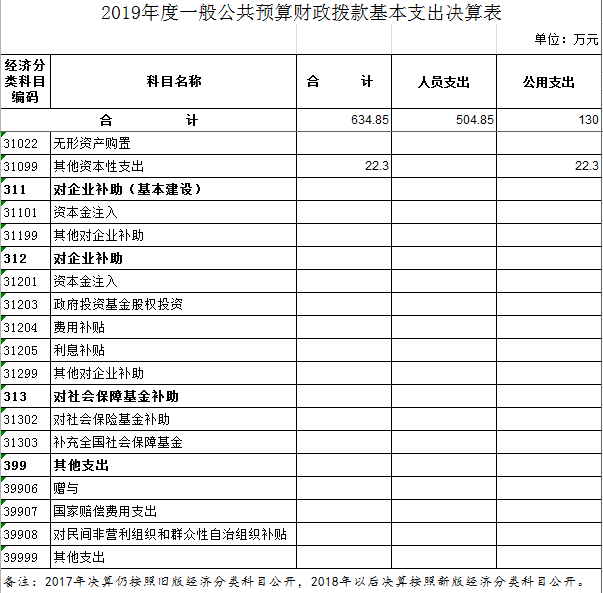 2019年度一般公共预算财政拨款基本支出决算表
单位：万元
经济分类科目编码 科目名称 合 计 人员支出 公用支出
合 计 634.85 504.85 130
31022 无形资产购置
31099 其他资本性支出 22.3 22.3
311 对企业补助（基本建设）
31101 资本金注入
31199 其他对企业补助
312 对企业补助
31201 资本金注入
31203 政府投资基金股权投资
31204 费用补贴
31205 利息补贴
31299 其他对企业补助
313 对社会保障基金补助
31302 对社会保险基金补助
31303 补充全国社会保障基金
399 其他支出
39906 赠与
39907 国家赔偿费用支出
39908 对民间非营利组织和群众性自治组织补贴
39999 其他支出
备注：2017年决算仍按照旧版经济分类科目公开，2018年以后决算按照新版经济分类科目公开。